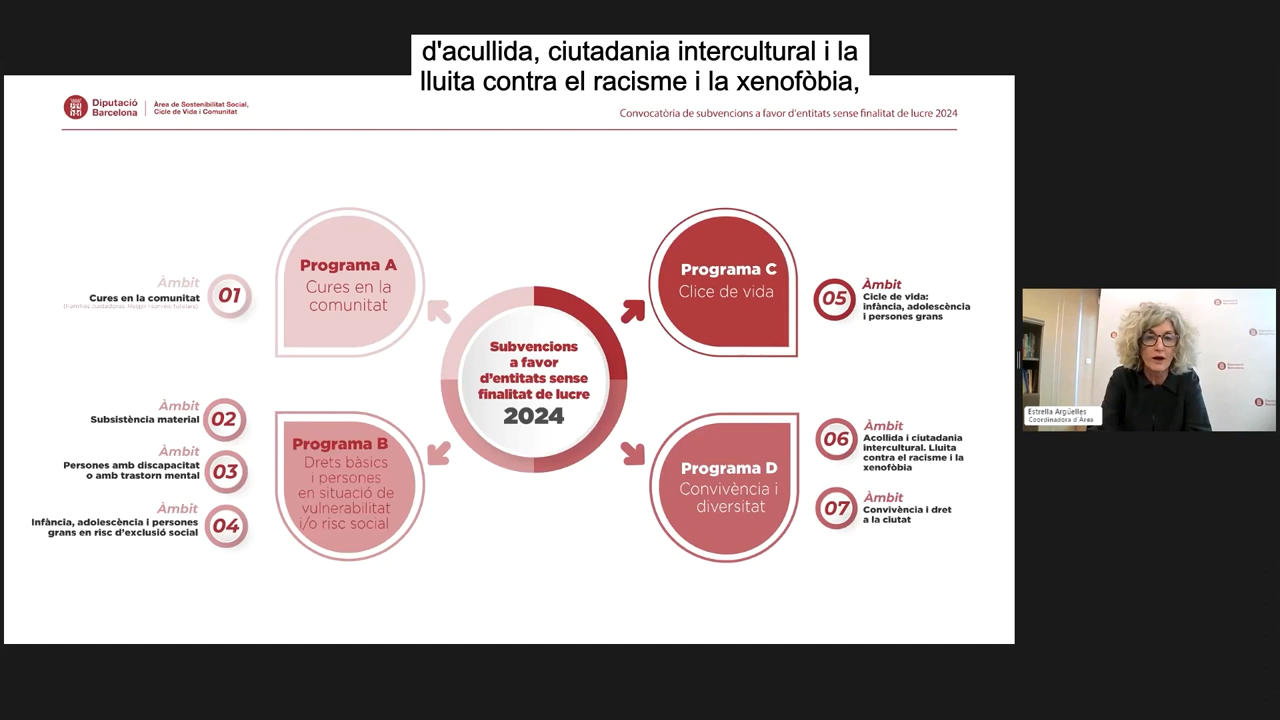 d'acullida, ciutadania intercultural i la
lluita contra el racisme i la xenofòbia,
Diputació
Barcelona
Àrea de Sostenibilitat Social,
Cicle de Vida i Comunitat
Convocatòria de subvencions a favor d'entitats sense finalitat de lucre 2024
Àmbit
01
Cures en la comunitat
Programa A
Cures en la
comunitat
Programa C
Clice de vida
05
Àmbit
Cicle de vida:
infància, adolescència
i persones grans
Subvencions
a favor
d'entitats sense
finalitat de lucre
2024
Àmbit
02
Subsistència material
Àmbit
03
Persones amb discapacitat
o amb trastorn mental
Àmbit
04
Infància, adolescència i persones
grans en risc d'exclusió social
Programa B
Drets bàsics
i persones
en situació de
vulnerabilitat
i/o risc social
Programa D
Convivència i
diversitat
06
Àmbit
Acollida i ciutadania
intercultural. Lluita
contra el racisme i la
xenofòbia
07
Àmbit
Convivència i dret
a la ciutat
Estrella Argüelles
Coordinadora d'Àrea